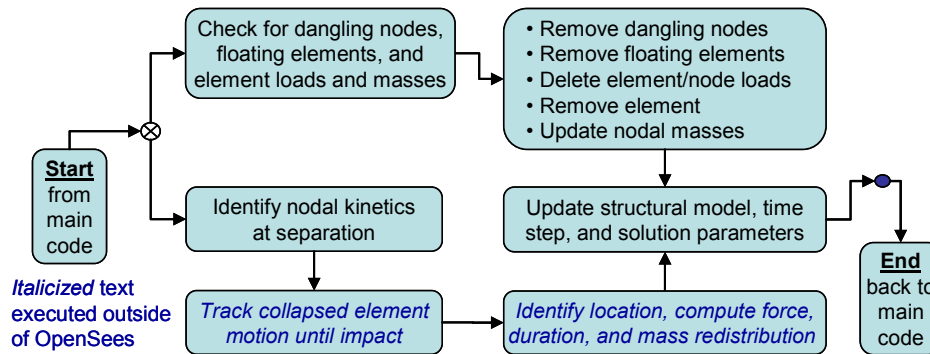 Check for dangling nodes,
floating elements, and
element loads and masses
• Remove dangling nodes
• Remove floating elements
• Delete element/node loads
• Remove element
• Update nodal masses
Start
from
main
code
Identify nodal kinetics
at separation
Update structural model, time
step, and solution parameters
End
back to
main
code
Italicized text
executed outside
of OpenSees
Track collapsed element
motion until impact
Identify location, compute force,
duration, and mass redistribution